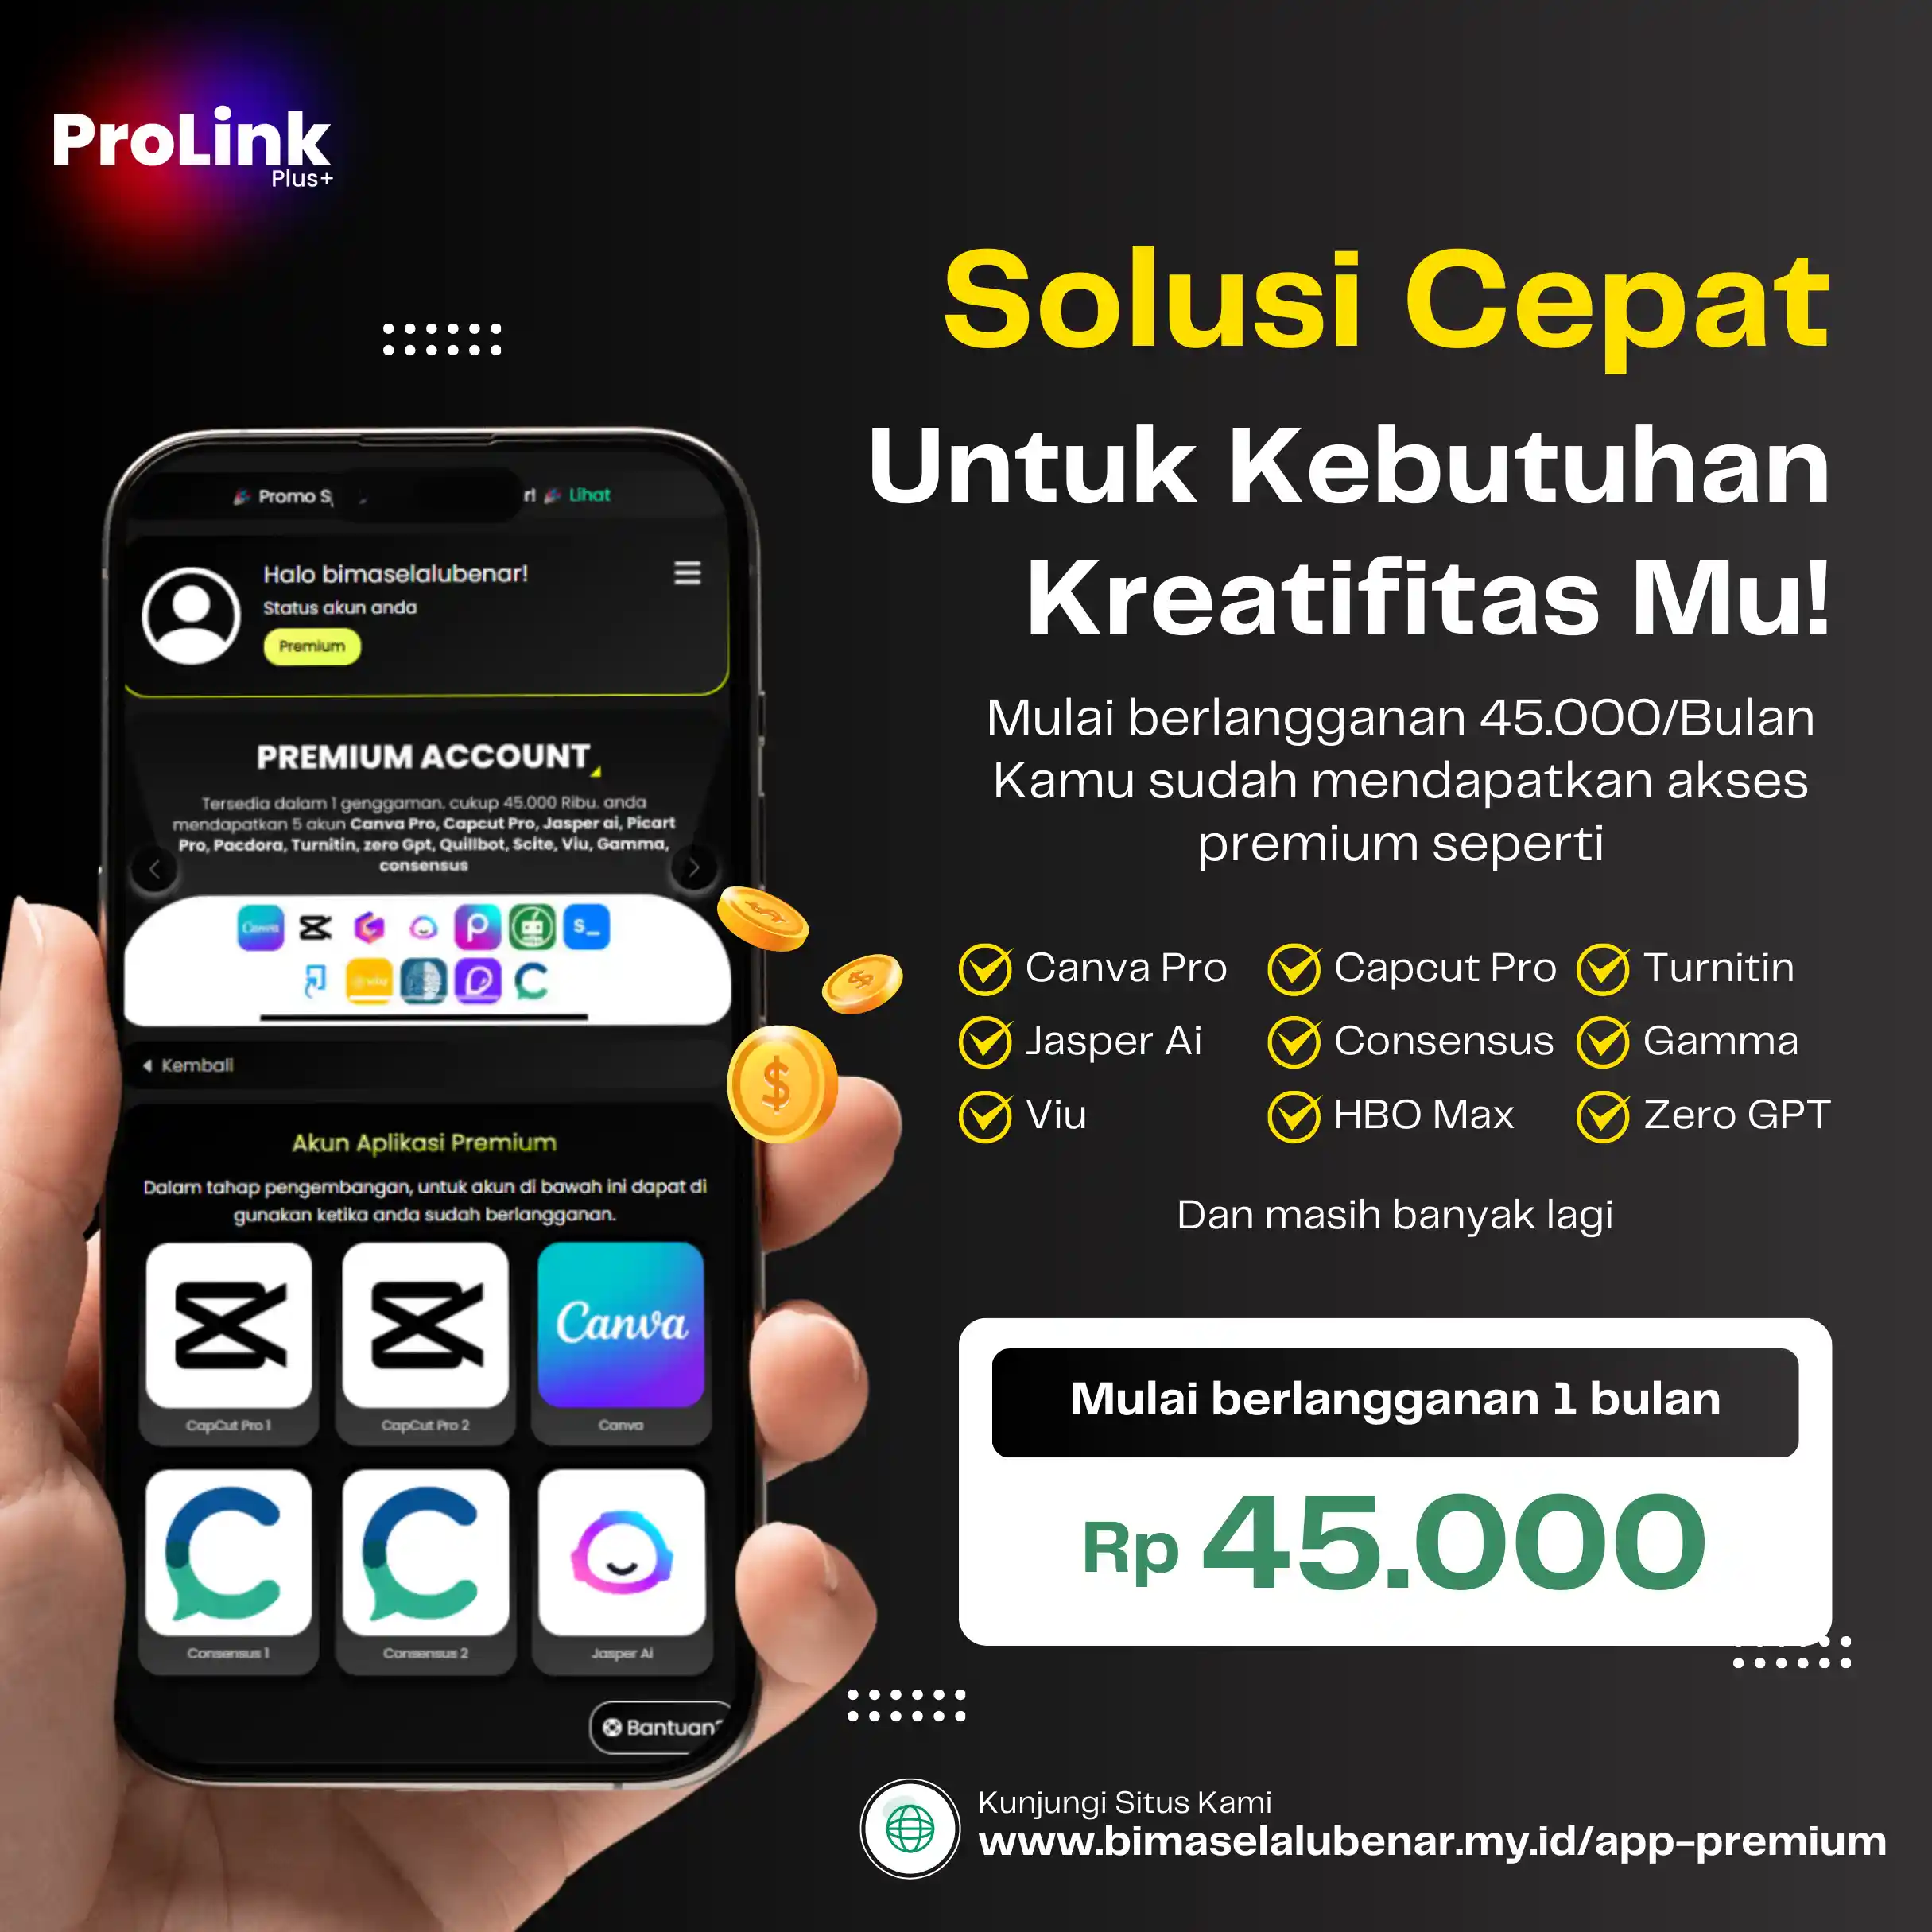 ProLink
Plus+
Solusi Cepat
Untuk Kebutuhan
Kreatifitas Mu!
Mulai berlangganan 45.000/Bulan
Kamu sudah mendapatkan akses
premium seperti
Canva Pro
Capcut Pro
Turnitin
Jasper Ai
Consensus
Gamma
Viu
HBO Max
Zero GPT
Dan masih banyak lagi
Mulai berlangganan 1 bulan
Rp 45.000
Kunjungi Situs Kami
www.bimaselalubenar.my.id/app-premium
Promo
Lihat
Halo bimaselalubenar!
Status akun anda
Premium
PREMIUM ACCOUNT
Tersedia dalam 1 genggaman. cukup 45.000 Ribu. anda
mendapatkan 5 akun Canva Pro, Capcut Pro, Jasper ai, Picart
Pro, Pacdora, Turnitin, zero Gpt, Quillbot, Scite, Viu, Gamma,
consensus
Canva
S_
Kembali
Akun Aplikasi Premium
Dalam tahap pengembangan, untuk akun di bawah ini dapat di
gunakan ketika anda sudah berlangganan.
Canva
CapCut Pro 1
CapCut Pro 2
Canva
Consensus 1
Consensus 2
Jasper Ai
Bantuan?